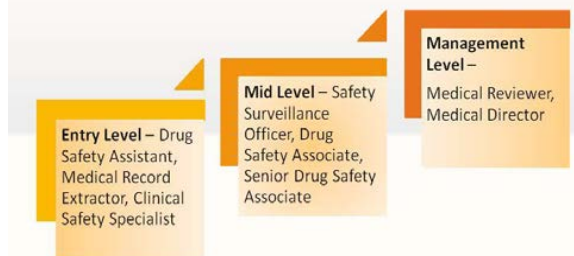 Entry Level – Drug
Safety Assistant,
Medical Record
Extractor, Clinical
Safety Specialist
Mid Level – Safety
Surveillance
Officer, Drug
Safety Associate,
Senior Drug Safety
Associate
Management
Level –
Medical Reviewer,
Medical Director